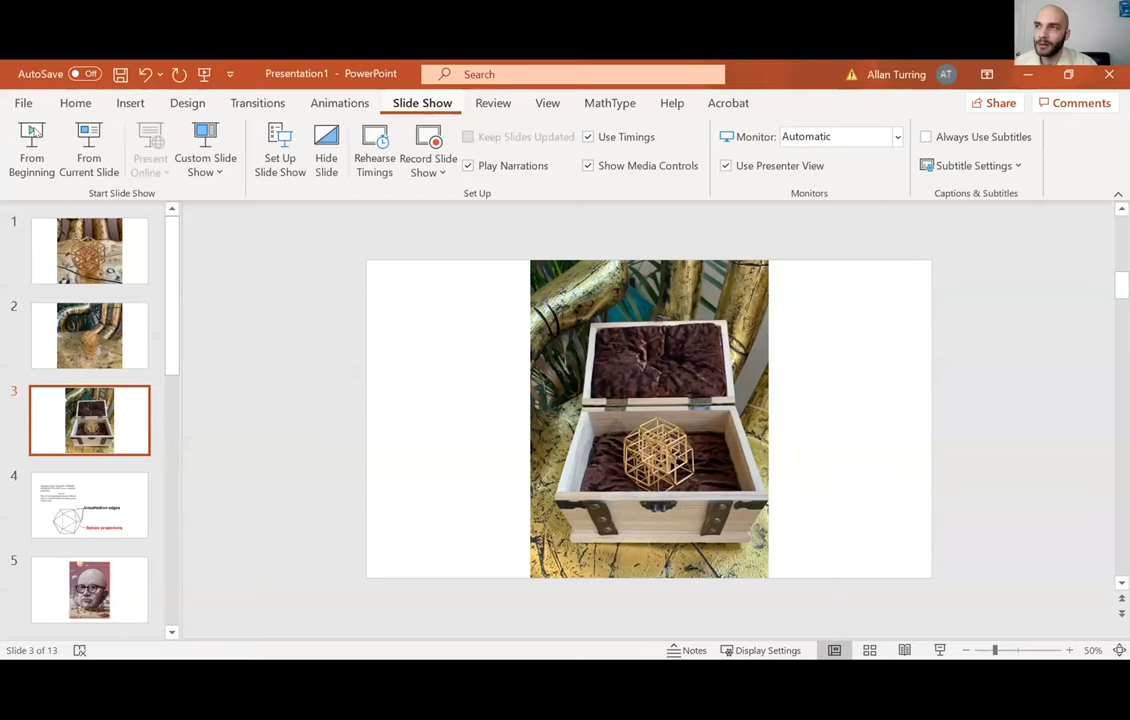 AutoSave Off Presentation1 - PowerPoint Search Allan Turring AT
File Home Insert Design Transitions Animations Slide Show Review View MathType Help Acrobat Share Comments
From Beginning
From Current Slide
Present Online
Custom Slide Show
Set Up Slide Show
Hide Slide
Rehearse Timings
Record Slide Show
Keep Slides Updated
Play Narrations
Use Timings
Show Media Controls
Monitor: Automatic
Use Presenter View
Always Use Subtitles
Subtitle Settings
Start Slide Show Set Up Monitors Captions & Subtitles
1
2
3
4
Icosahedron edges
Sphere projections
5
Slide 3 of 13 Notes Display Settings 50%